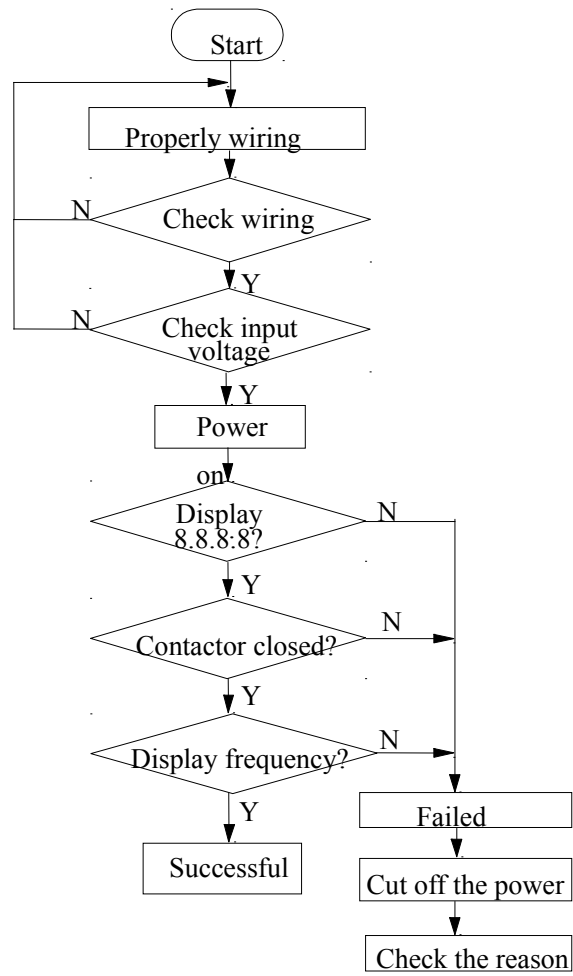 Start
Properly wiring
N
Check wiring
Y
N
Check input
voltage
Y
Power
on
Display
8.8.8:8?
N
Y
Contactor closed?
N
Y
Display frequency?
N
Y
Failed
Successful
Cut off the power
Check the reason